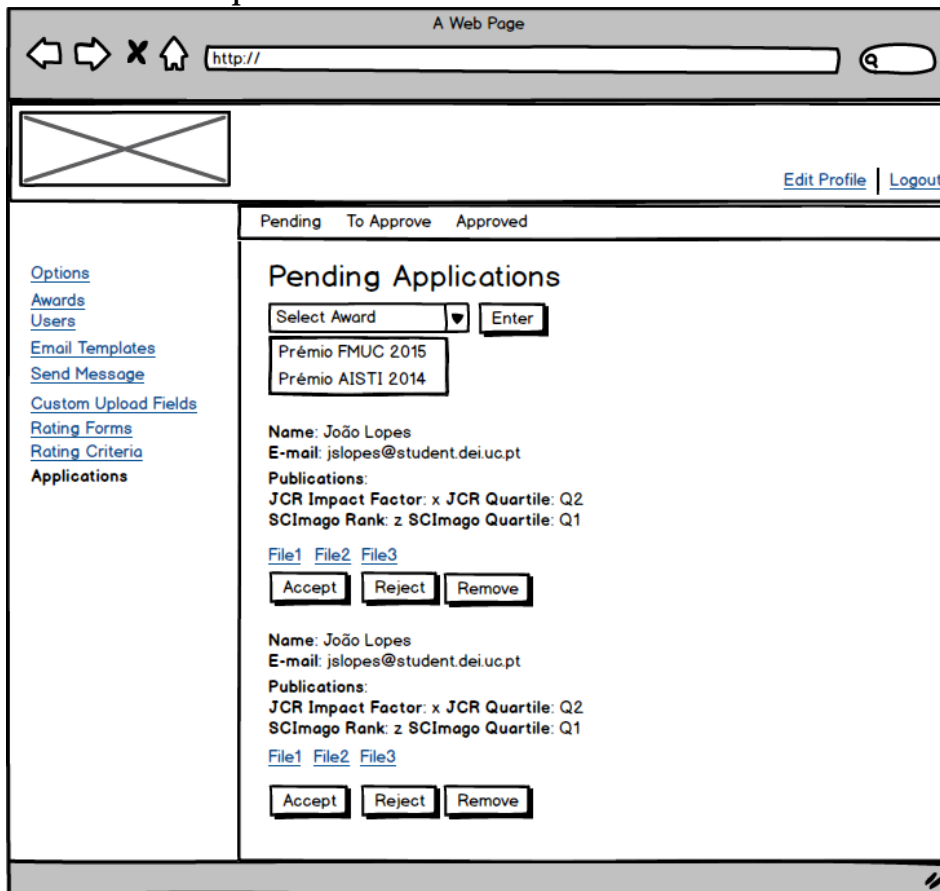 A Web Page
http://
Edit Profile Logout
Pending To Approve Approved
Options
Awards
Users
Email Templates
Send Message
Custom Upload Fields
Rating Forms
Rating Criteria
Applications
Pending Applications
Select Award Enter
Prémio FMUC 2015
Prémio AISTI 2014
Name: João Lopes
E-mail: jslopes@student.dei.uc.pt
Publications:
JCR Impact Factor: x JCR Quartile: Q2
SCImago Rank: z SCImago Quartile: Q1
File1 File2 File3
Accept Reject Remove
Name: João Lopes
E-mail: jslopes@student.dei.uc.pt
Publications:
JCR Impact Factor: x JCR Quartile: Q2
SCImago Rank: z SCImago Quartile: Q1
File1 File2 File3
Accept Reject Remove